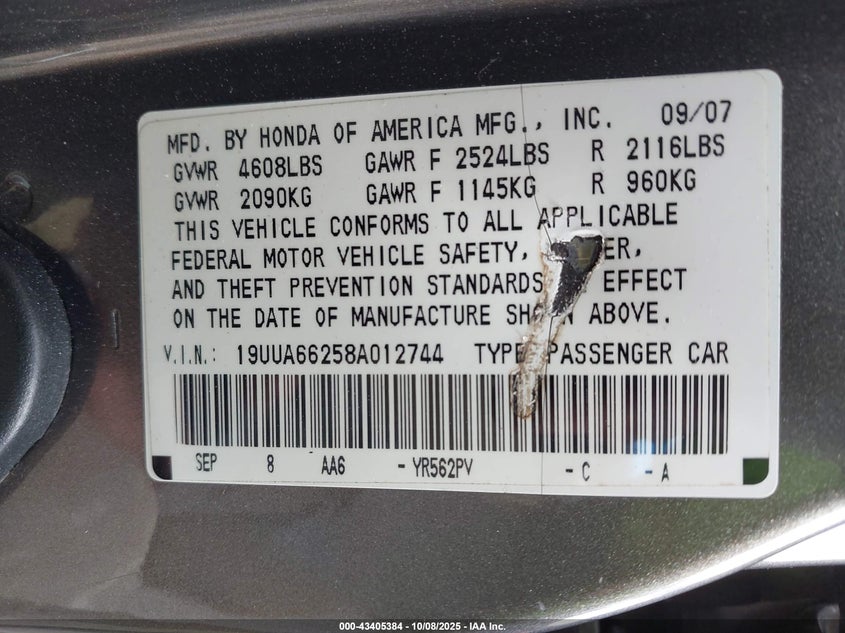 MFD. BY HONDA OF AMERICA MFG., INC. 09/07
GVWR 4608LBS GAWR F 2524LBS R 2116LBS
GVWR 2090KG GAWR F 1145KG R 960KG
THIS VEHICLE CONFORMS TO ALL APPLICABLE
FEDERAL MOTOR VEHICLE SAFETY,
AND THEFT PREVENTION STANDARDS EFFECT
ON THE DATE OF MANUFACTURE ABOVE.
V.I.N.: 19UUA66258A012744 TYPE PASSENGER CAR
SEP 8 AA6 -YR562PV -C -A
000-43405384 - 10/08/2025 - IAA Inc.